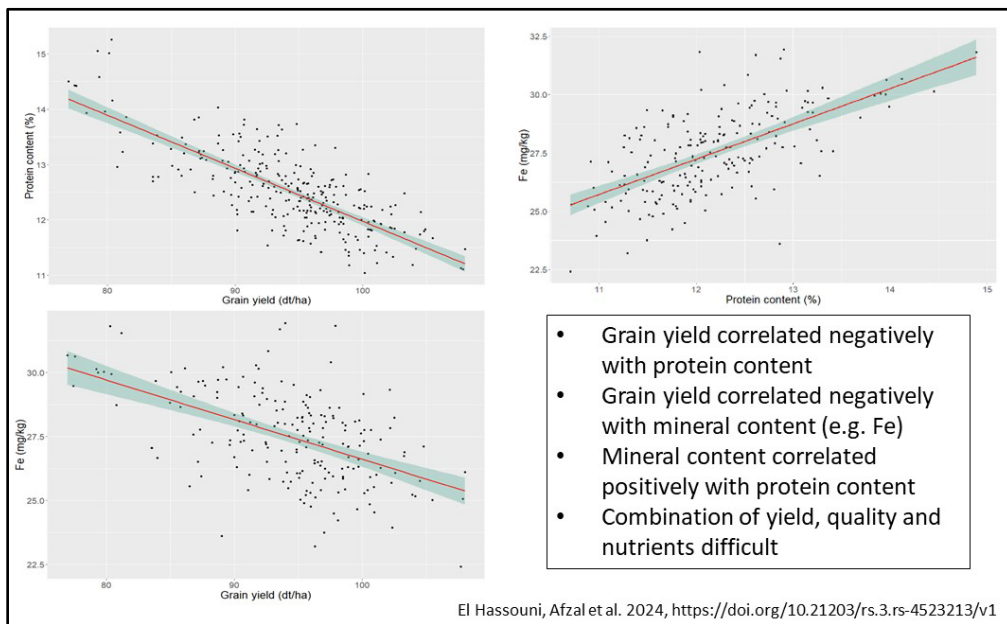 15
14
13
12
11
Protein content (%)
80
90
100
Grain yield (dt/ha)
32.5
30.0
27.5
25.0
22.5
Fe (mg/kg)
11
12
13
14
15
Protein content (%)
30.0
27.5
25.0
22.5
Fe (mg/kg)
80
90
100
Grain yield (dt/ha)
• Grain yield correlated negatively
with protein content
• Grain yield correlated negatively
with mineral content (e.g. Fe)
• Mineral content correlated
positively with protein content
• Combination of yield, quality and
nutrients difficult
El Hassouni, Afzal et al. 2024, https://doi.org/10.21203/rs.3.rs-4523213/v1